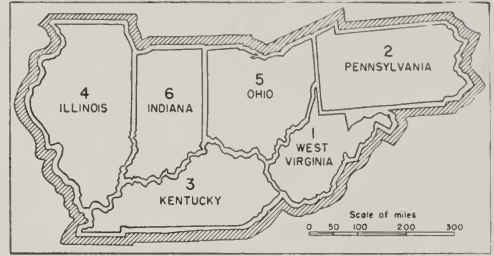 2
PENNSYLVANIA
5
OHIO
4
ILLINOIS
6
INDIANA
1
WEST
VIRGINIA
3
KENTUCKY
Scale of miles
0 50 100 200 300